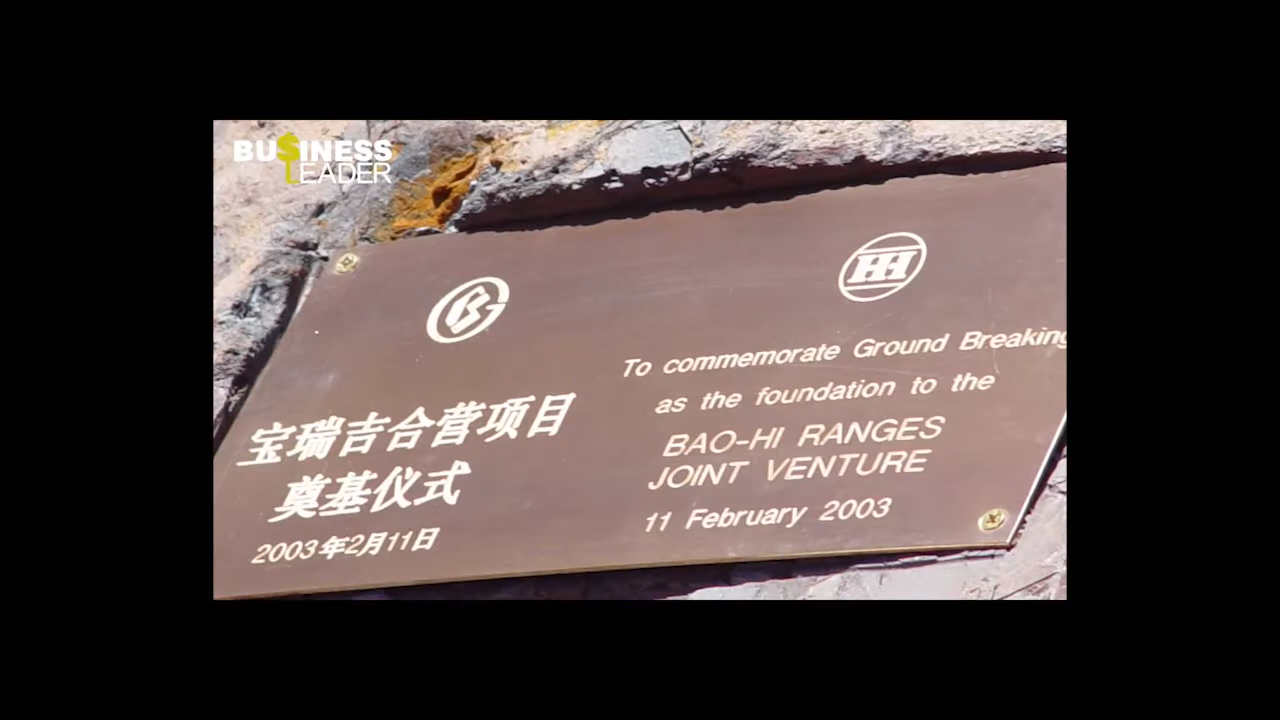 BUSINESS
LEADER
宝瑞吉合营项目
奠基仪式
2003年2月11日
To commemorate Ground Breaking
as the foundation to the
BAO-HI RANGES
JOINT VENTURE
11 February 2003